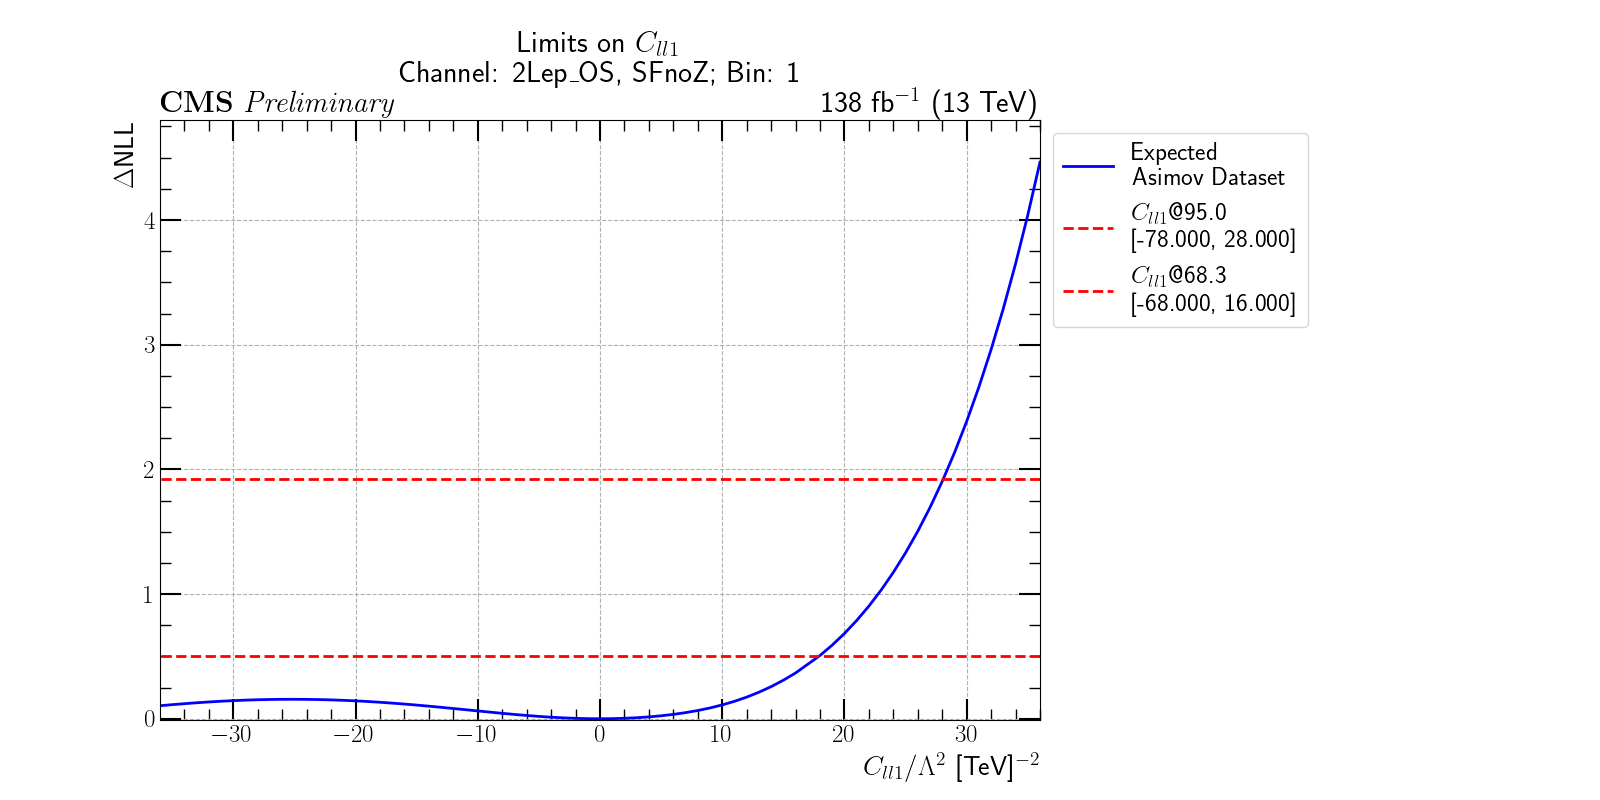 Limits on C_{ll1}
Channel: 2Lep_OS, SFnoZ; Bin: 1
CMS Preliminary 138 fb^{-1} (13 TeV)
ΔNLL
4
3
2
1
0
−30 −20 −10 0 10 20 30
C_{ll1}/Λ^2 [TeV]^{-2}
Expected
Asimov Dataset
C_{ll1}@95.0
[-78.000, 28.000]
C_{ll1}@68.3
[-68.000, 16.000]